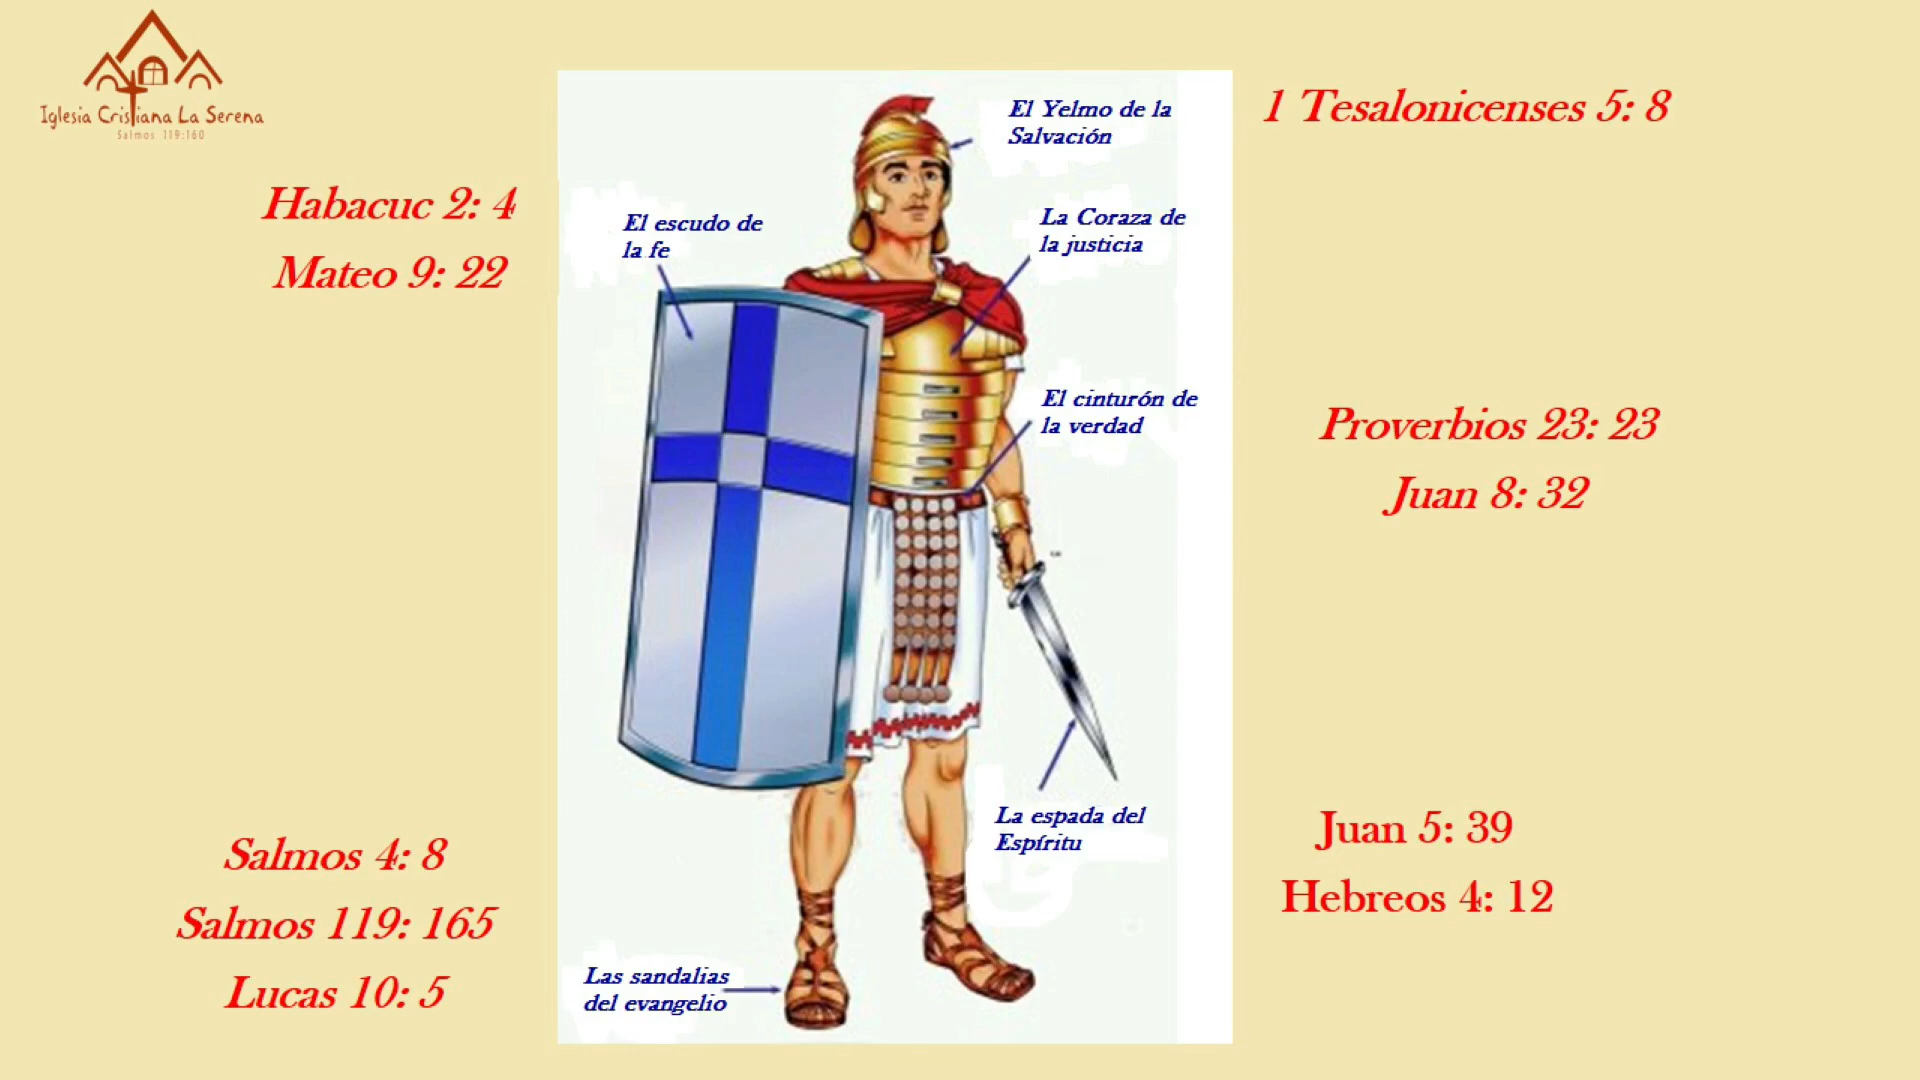 Iglesia Cristiana La Serena
Salmos 119:160
Habacuc 2: 4
Mateo 9: 22
El Yelmo de la
Salvación
1 Tesalonicenses 5: 8
El escudo de
la fe
La Coraza de
la justicia
El cinturón de
la verdad
Proverbios 23: 23
Juan 8: 32
La espada del
Espíritu
Juan 5: 39
Hebreos 4: 12
Salmos 4: 8
Salmos 119: 165
Lucas 10: 5
Las sandalias
del evangelio